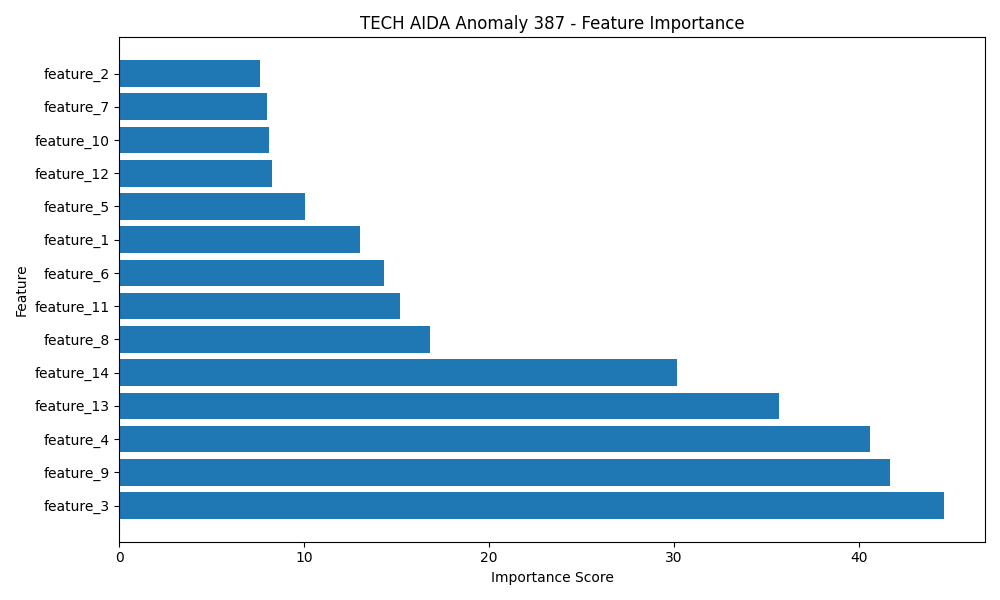 TECH AIDA Anomaly 387 - Feature Importance
feature_2
feature_7
feature_10
feature_12
feature_5
feature_1
feature_6
feature_11
feature_8
feature_14
feature_13
feature_4
feature_9
feature_3
Feature
0 10 20 30 40
Importance Score